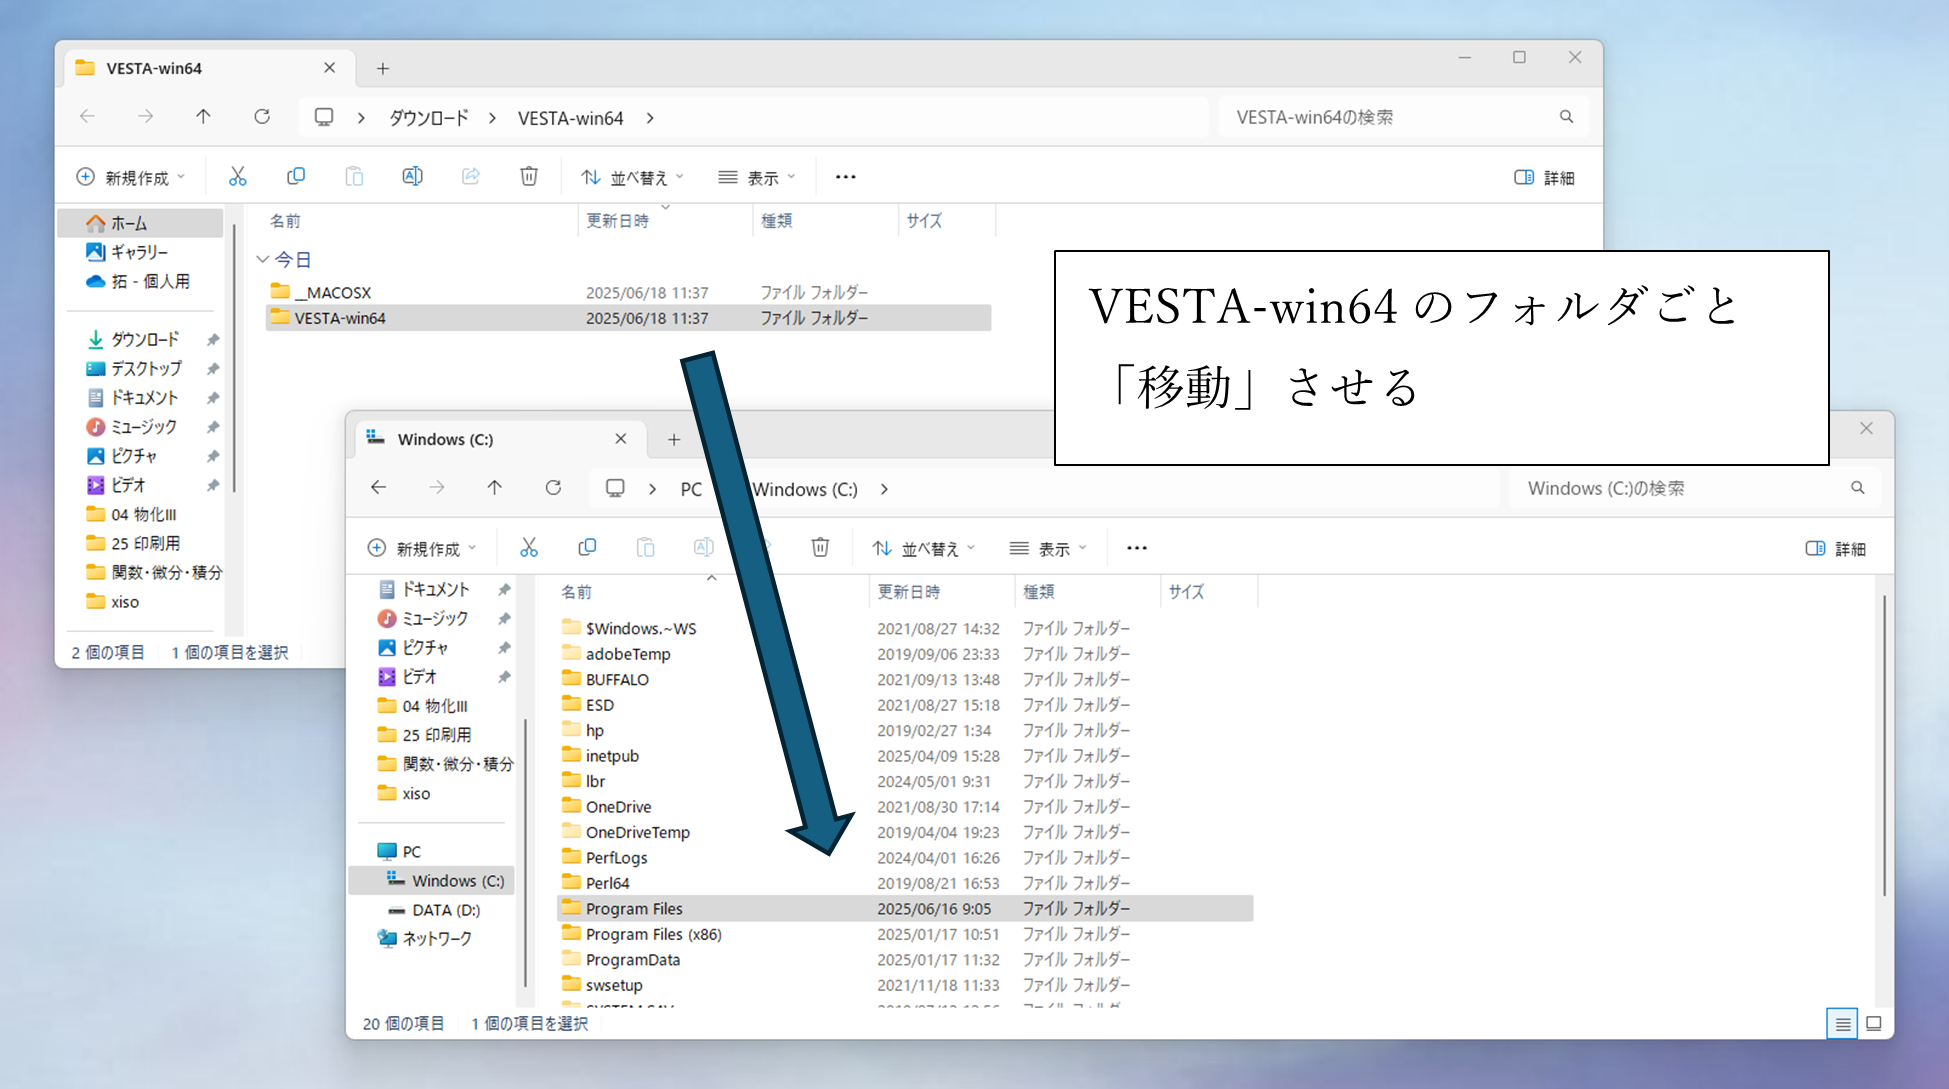 VESTA-win64
ダウンロード VESTA-win64
VESTA-win64の検索
新規作成 並べ替え 表示 詳細
ホーム
ギャラリー
拓 - 個人用
ダウンロード
デスクトップ
ドキュメント
ミュージック
ピクチャ
ビデオ
04 物化III
25 印刷用
関数・微分・積分
xiso
名前 更新日時 種類 サイズ
今日
__MACOSX 2025/06/18 11:37 ファイル フォルダー
VESTA-win64 2025/06/18 11:37 ファイル フォルダー
2 個の項目 1 個の項目を選択
VESTA-win64 のフォルダごと
「移動」させる
Windows (C:)
PC Windows (C:)
Windows (C:)の検索
新規作成 並べ替え 表示 詳細
ドキュメント
ミュージック
ピクチャ
ビデオ
04 物化III
25 印刷用
関数・微分・積分
xiso
PC
Windows (C:)
DATA (D:)
ネットワーク
名前 更新日時 種類 サイズ
$Windows.~WS 2021/08/27 14:32 ファイル フォルダー
adobeTemp 2019/09/06 23:33 ファイル フォルダー
BUFFALO 2021/09/13 13:48 ファイル フォルダー
ESD 2021/08/27 15:18 ファイル フォルダー
hp 2019/02/27 1:34 ファイル フォルダー
inetpub 2025/04/09 15:28 ファイル フォルダー
lbr 2024/05/01 9:31 ファイル フォルダー
OneDrive 2021/08/30 17:14 ファイル フォルダー
OneDriveTemp 2019/04/04 19:23 ファイル フォルダー
PerfLogs 2024/04/01 16:26 ファイル フォルダー
Perl64 2019/08/21 16:53 ファイル フォルダー
Program Files 2025/06/16 9:05 ファイル フォルダー
Program Files (x86) 2025/01/17 10:51 ファイル フォルダー
ProgramData 2025/01/17 11:32 ファイル フォルダー
swsetup 2021/11/18 11:33 ファイル フォルダー
20 個の項目 1 個の項目を選択